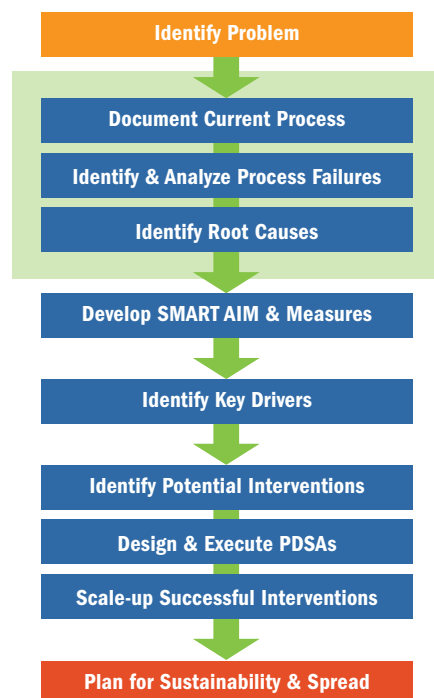 Identify Problem
Document Current Process
Identify & Analyze Process Failures
Identify Root Causes
Develop SMART AIM & Measures
Identify Key Drivers
Identify Potential Interventions
Design & Execute PDSAs
Scale-up Successful Interventions
Plan for Sustainability & Spread